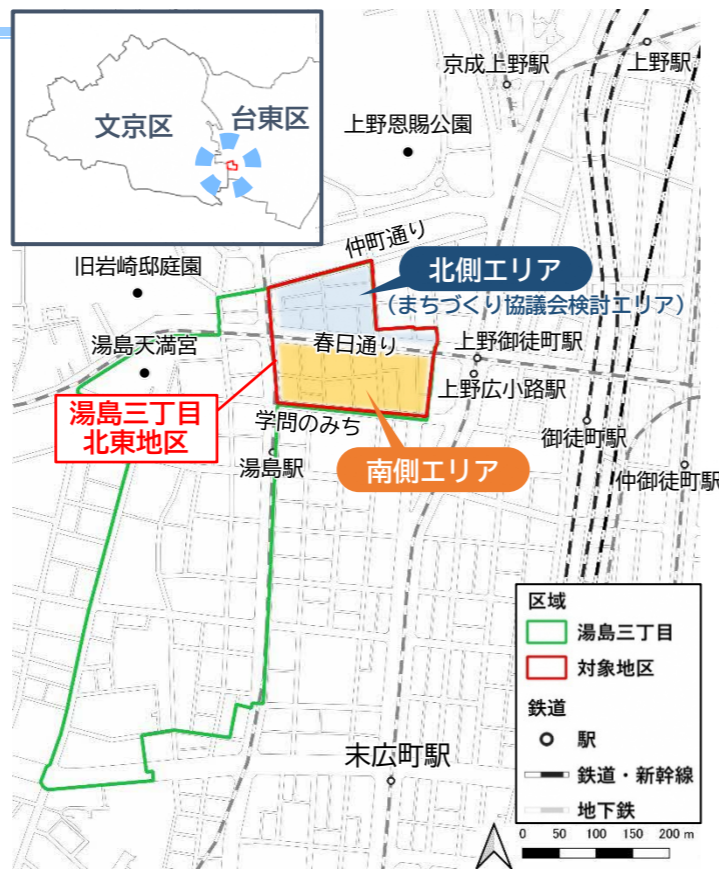 文京区
台東区
京成上野駅
上野駅
上野恩賜公園
仲町通り
旧岩崎邸庭園
北側エリア
（まちづくり協議会検討エリア）
春日通り
湯島天満宮
上野御徒町駅
上野広小路駅
湯島三丁目
北東地区
学問のみち
御徒町駅
湯島駅
南側エリア
仲御徒町駅
区域
湯島三丁目
対象地区
鉄道
駅
鉄道・新幹線
地下鉄
末広町駅
0 50 100 150 200 m